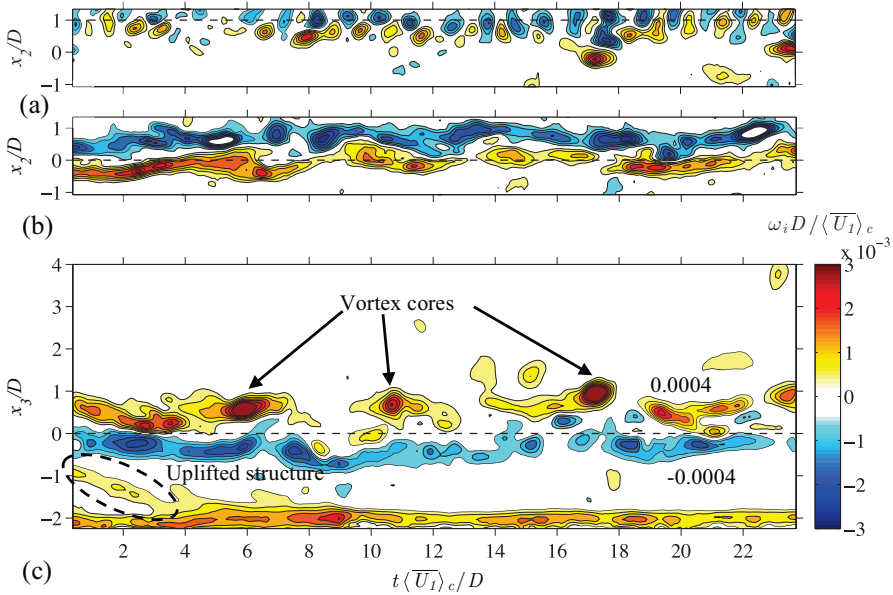 x₂/D
1
0
−1
(a)
x₂/D
1
0
−1
(b)
ω_i D / ⟨U̅₁⟩_c
x 10⁻³
4
3
2
1
0
−1
−2
x₃/D
Vortex cores
0.0004
Uplifted structure
-0.0004
3
2
1
0
−1
−2
−3
2 4 6 8 10 12 14 16 18 20 22
(c)
t⟨U̅₁⟩_c/D